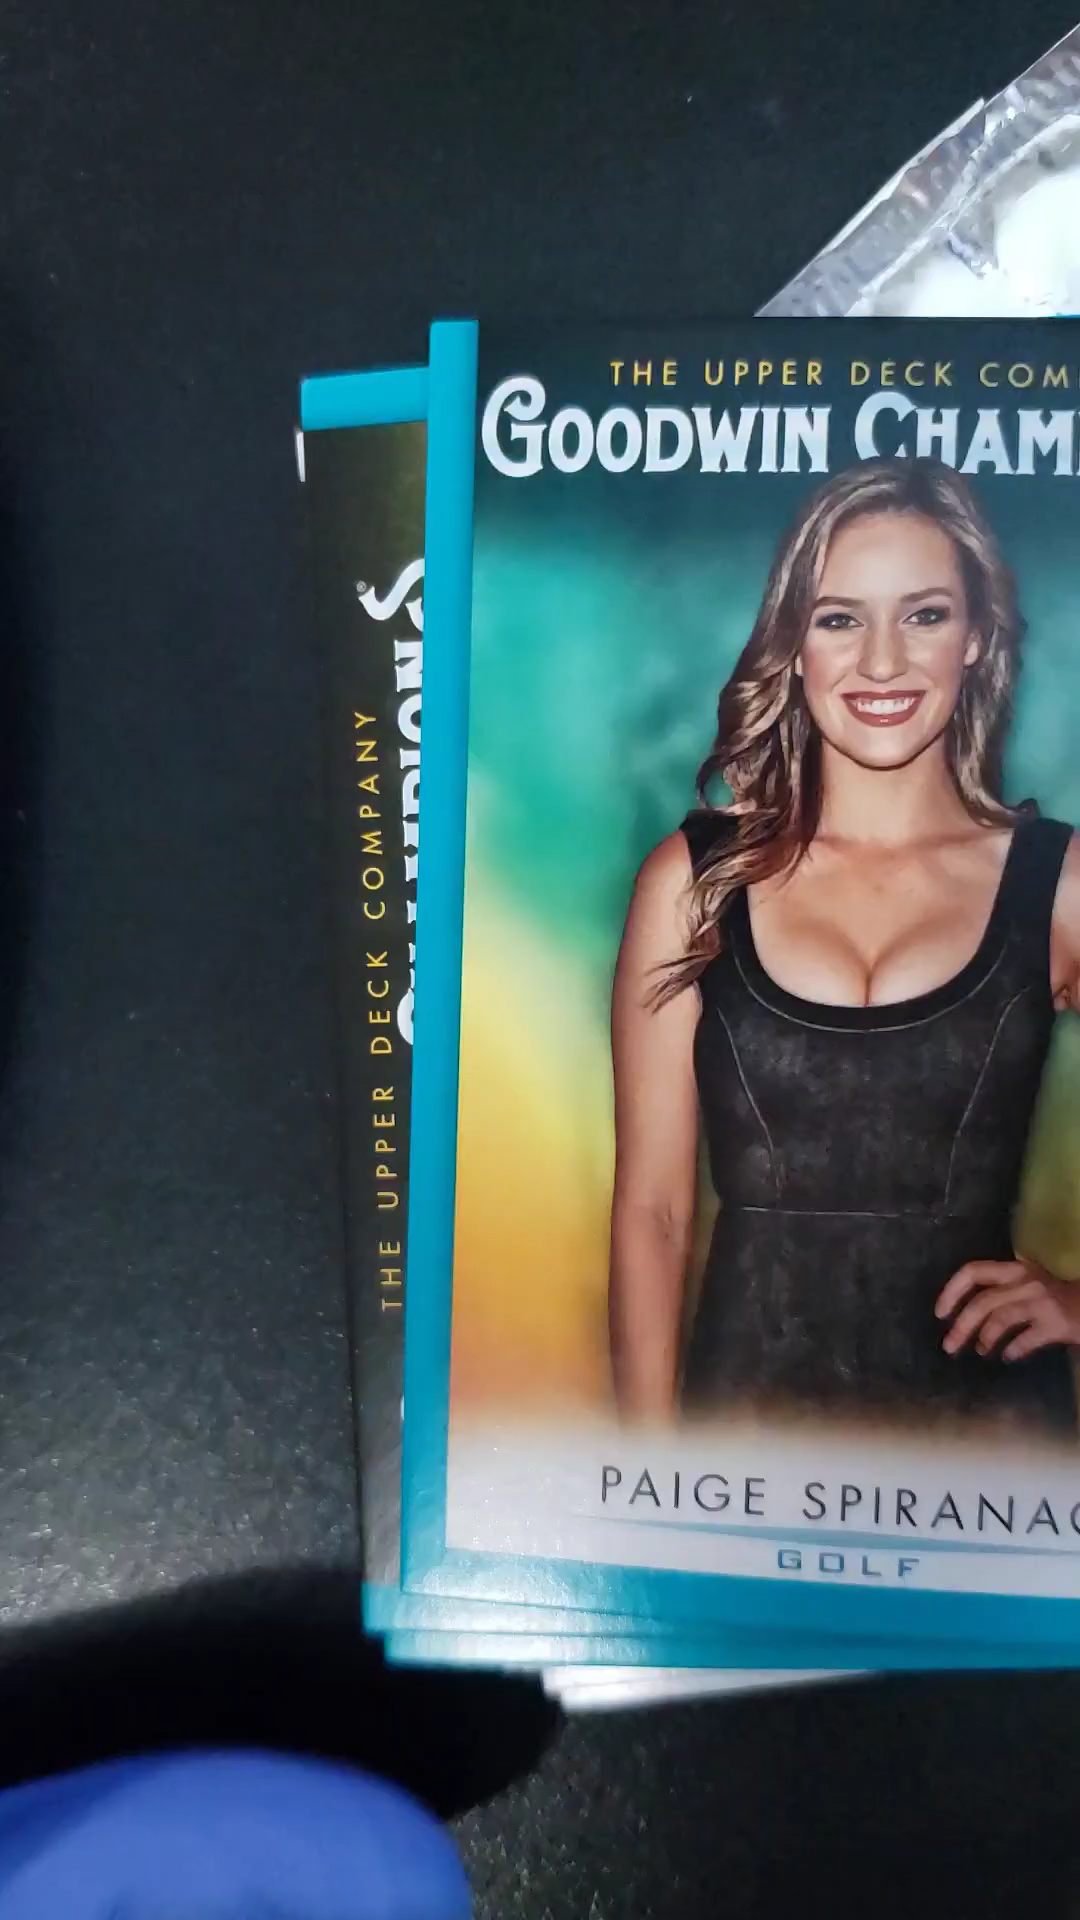 THE UPPER DECK COM
GOODWIN CHAM
PAIGE SPIRANAC
GOLF
THE UPPER DECK COMPANY